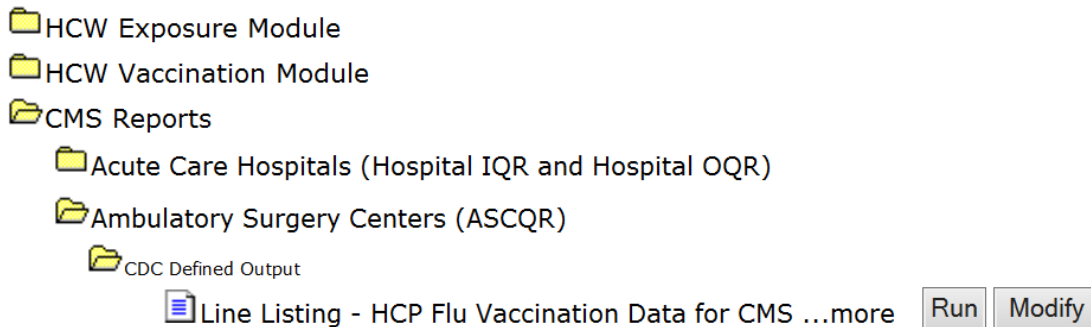 HCW Exposure Module
HCW Vaccination Module
CMS Reports
Acute Care Hospitals (Hospital IQR and Hospital OQR)
Ambulatory Surgery Centers (ASCQR)
CDC Defined Output
Line Listing - HCP Flu Vaccination Data for CMS ...more Run Modify